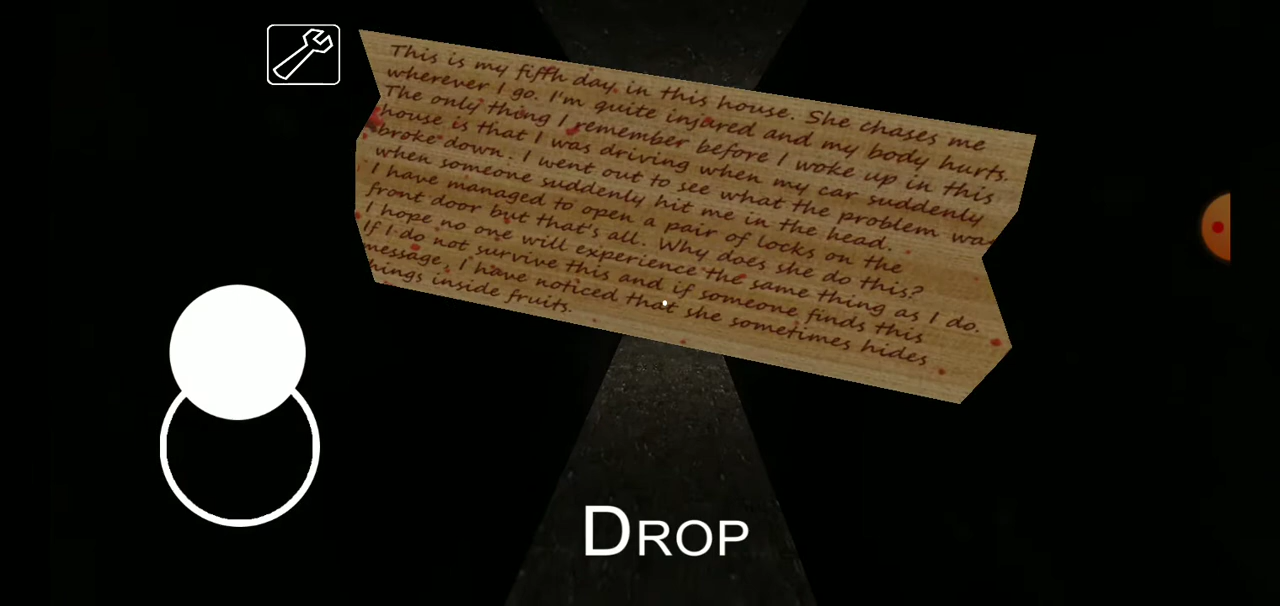 This is my fifth day in this house. She chases me
wherever I go. I'm quite injured and my body hurts.
The only thing I remember before I woke up in this
house is that I was driving when my car suddenly
broke down. I went out to see what the problem was
when someone suddenly hit me in the head.
I have managed to open a pair of locks on the
front door but that's all. Why does she do this?
I hope no one will experience the same thing as I do.
If I do not survive this and if someone finds this
message, I have noticed that she sometimes hides
things inside fruits.
DROP